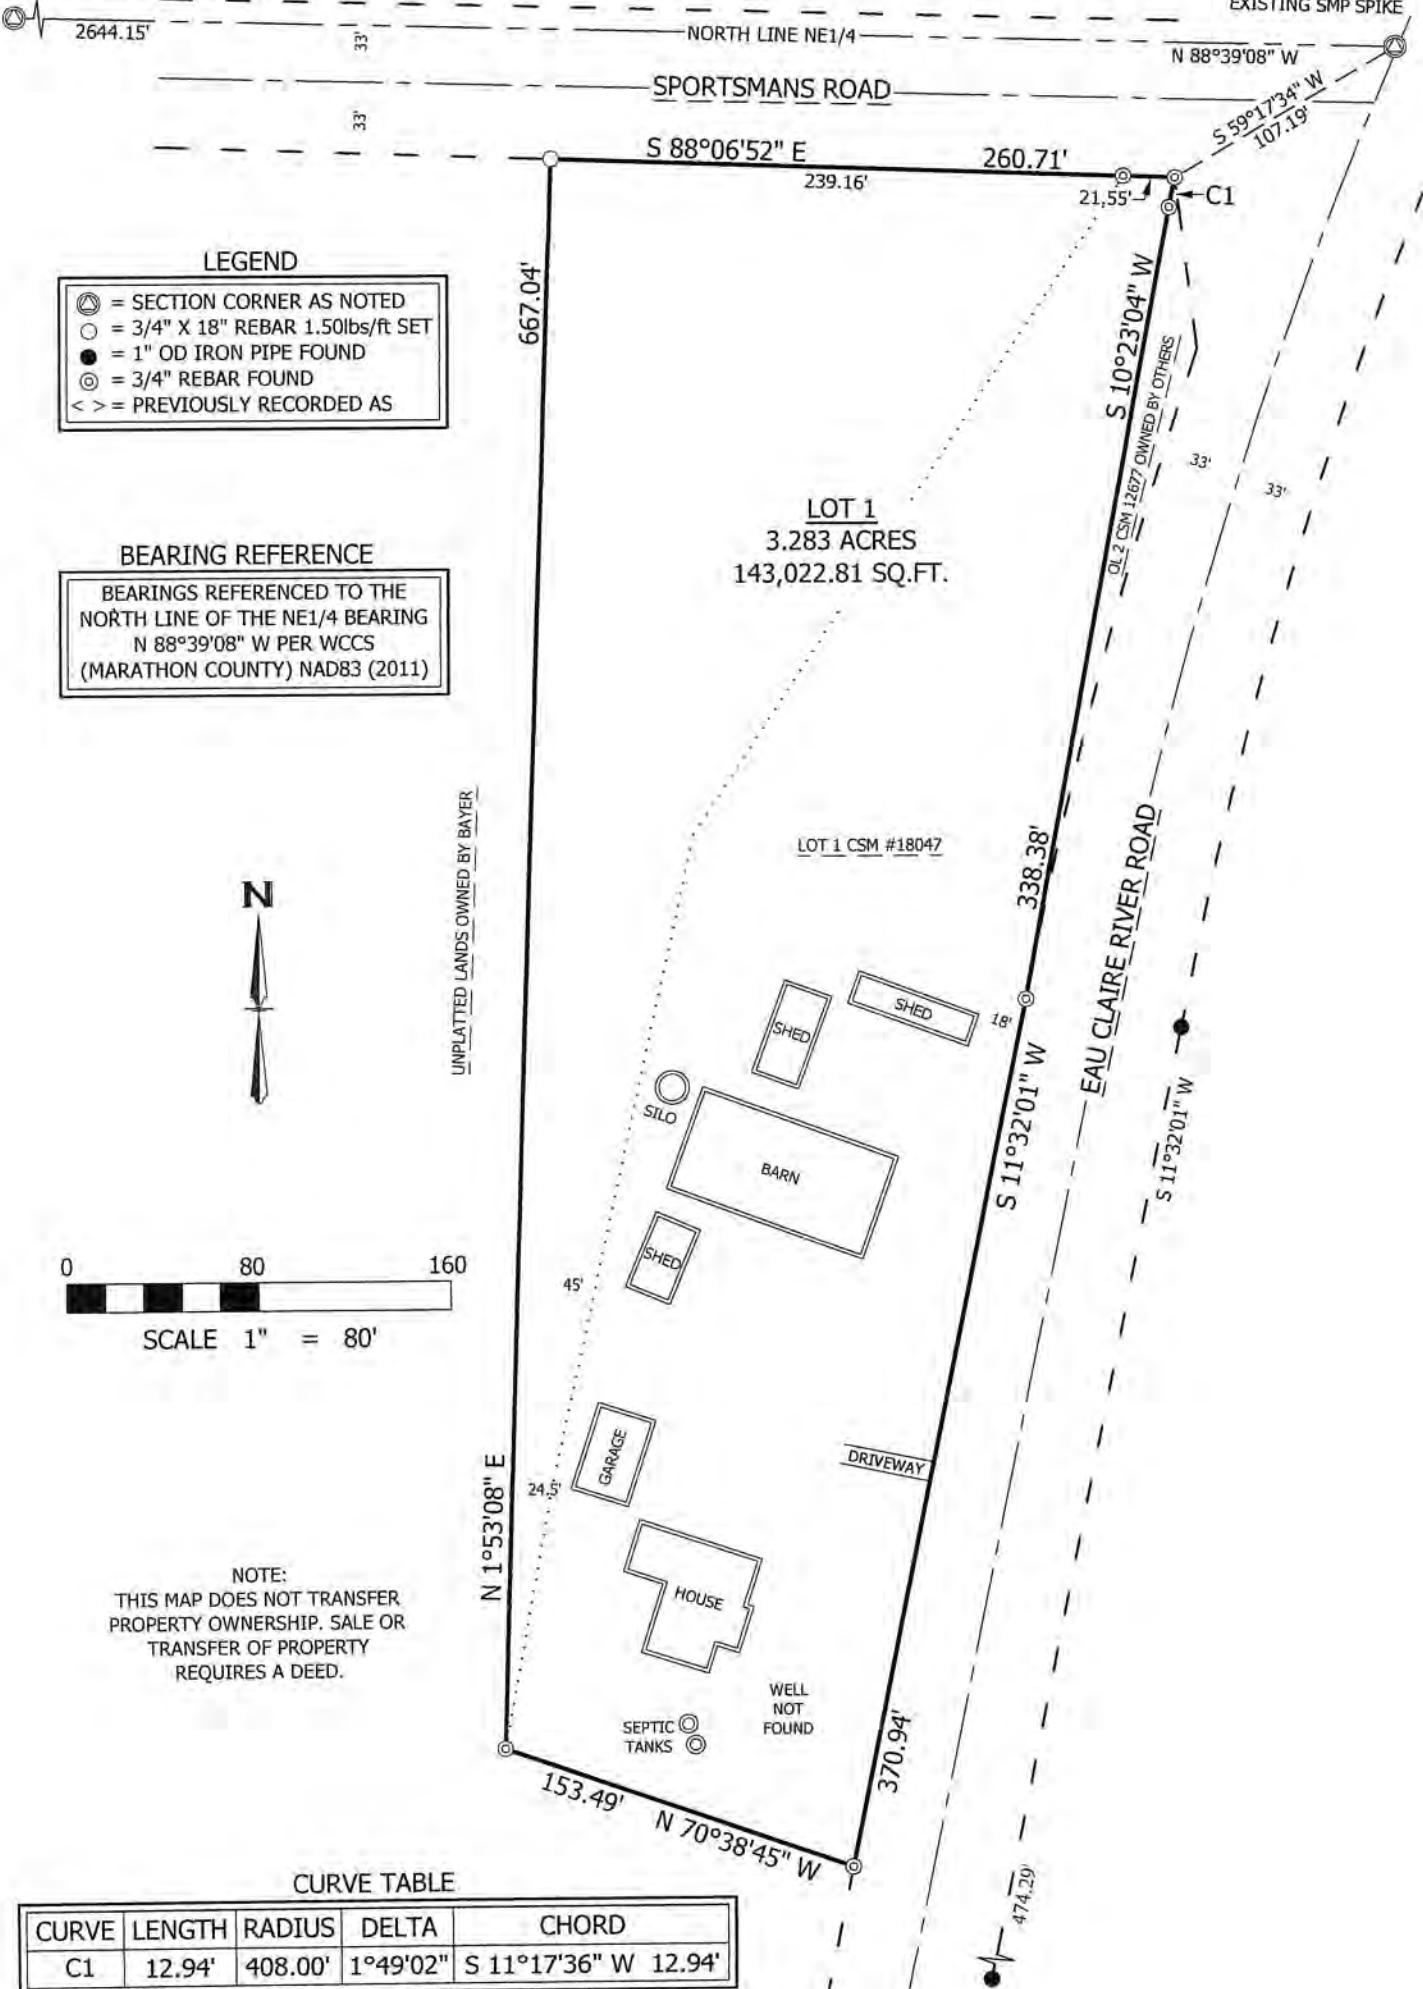 EXISTING SMP SPIKE
2644.15'
33'
NORTH LINE NE1/4
N 88°39'08" W
SPORTSMANS ROAD
S 59°17'34" W
107.19'
33'
S 88°06'52" E
260.71'
239.16'
21,55'
C1
LEGEND
= SECTION CORNER AS NOTED
= 3/4" X 18" REBAR 1.50lbs/ft SET
= 1" OD IRON PIPE FOUND
= 3/4" REBAR FOUND
< > = PREVIOUSLY RECORDED AS
667.04'
S 10°23'04" W
OL 2 CSM 12677 OWNED BY OTHERS
33'
33'
LOT 1
3.283 ACRES
143,022.81 SQ.FT.
BEARING REFERENCE
BEARINGS REFERENCED TO THE
NORTH LINE OF THE NE1/4 BEARING
N 88°39'08" W PER WCCS
(MARATHON COUNTY) NAD83 (2011)
UNPLATTED LANDS OWNED BY BAYER
LOT 1 CSM #18047
338.38'
EAU CLAIRE RIVER ROAD
N
SHED
SHED
18'
S 11°32'01" W
S 11°32'01" W
SILO
BARN
SHED
45'
0 80 160
SCALE 1" = 80'
GARAGE
DRIVEWAY
24.5'
N 1°53'08" E
HOUSE
NOTE:
THIS MAP DOES NOT TRANSFER
PROPERTY OWNERSHIP. SALE OR
TRANSFER OF PROPERTY
REQUIRES A DEED.
WELL
NOT
FOUND
SEPTIC
TANKS
370.94'
153.49'
N 70°38'45" W
474.29'
CURVE TABLE
CURVE LENGTH RADIUS DELTA CHORD
C1 12.94' 408.00' 1°49'02" S 11°17'36" W 12.94'